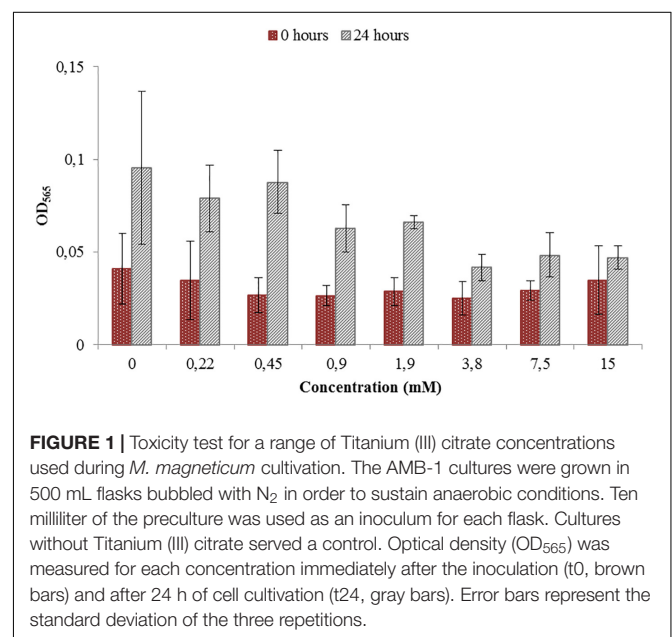 0 hours 24 hours
0,15
0,1
0,05
0
OD565
0 0,22 0,45 0,9 1,9 3,8 7,5 15
Concentration (mM)
FIGURE 1 | Toxicity test for a range of Titanium (III) citrate concentrations
used during M. magneticum cultivation. The AMB-1 cultures were grown in
500 mL flasks bubbled with N2 in order to sustain anaerobic conditions. Ten
milliliter of the preculture was used as an inoculum for each flask. Cultures
without Titanium (III) citrate served a control. Optical density (OD565) was
measured for each concentration immediately after the inoculation (t0, brown
bars) and after 24 h of cell cultivation (t24, gray bars). Error bars represent the
standard deviation of the three repetitions.